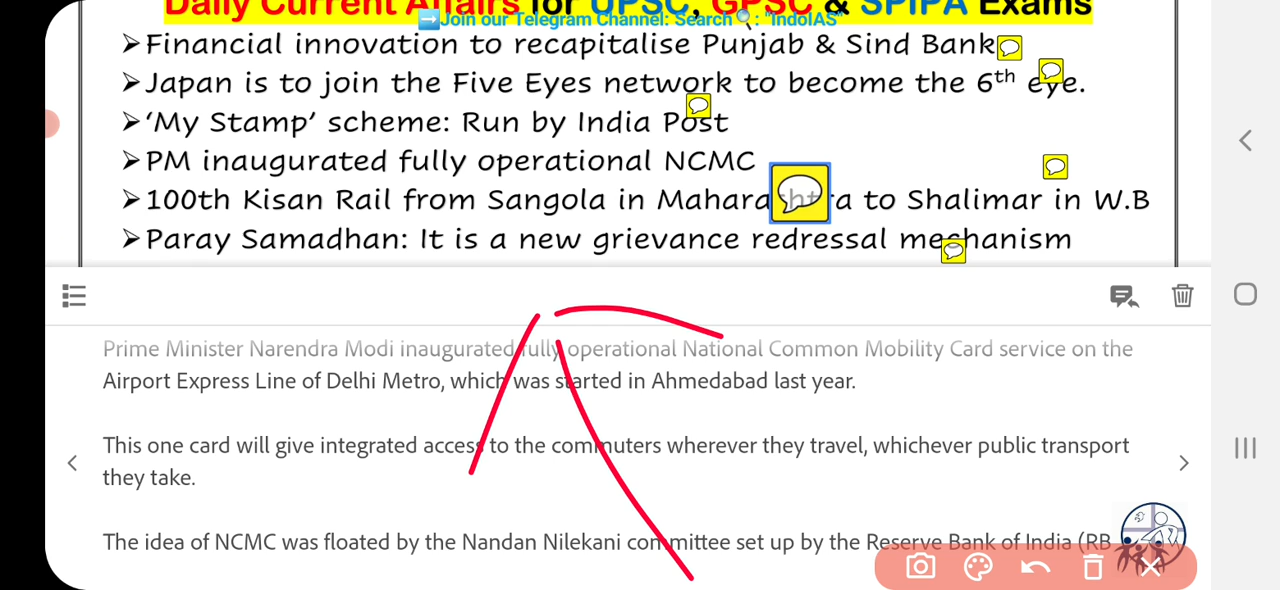 Daily Current Affairs for UPSC, GPSC & SPIPA Exams
➡Join our Telegram Channel: Search🔍: "IndoIAS"
➢Financial innovation to recapitalise Punjab & Sind Bank
➢Japan is to join the Five Eyes network to become the 6th eye.
➢‘My Stamp’ scheme: Run by India Post
➢PM inaugurated fully operational NCMC
➢100th Kisan Rail from Sangola in Maharashtra to Shalimar in W.B
➢Paray Samadhan: It is a new grievance redressal mechanism
Prime Minister Narendra Modi inaugurated fully operational National Common Mobility Card service on the
Airport Express Line of Delhi Metro, which was started in Ahmedabad last year.
This one card will give integrated access to the commuters wherever they travel, whichever public transport
they take.
The idea of NCMC was floated by the Nandan Nilekani committee set up by the Reserve Bank of India (RB